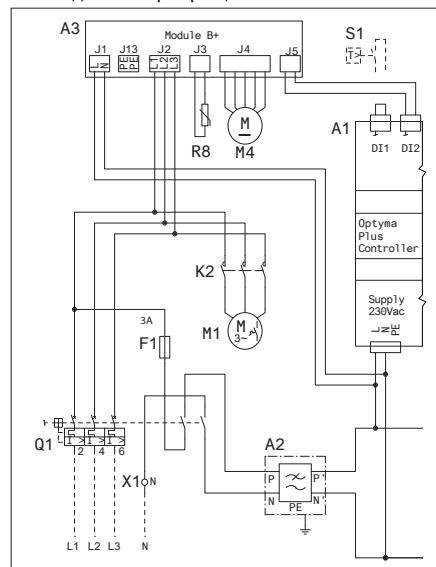 A3
Module B+
J1
J13
J2
J3
J4
J5
L
N
PE
PE
L1
L2
L3
S1
T>
R8
M
M4
A1
DI1
DI2
Optyma
Plus
Controller
K2
Supply
230Vac
L
N
PE
3A
F1
M1
M
3~
Q1
I >
I >
I >
2
4
6
X1
N
A2
P
P'
N
N'
PE
L1
L2
L3
N